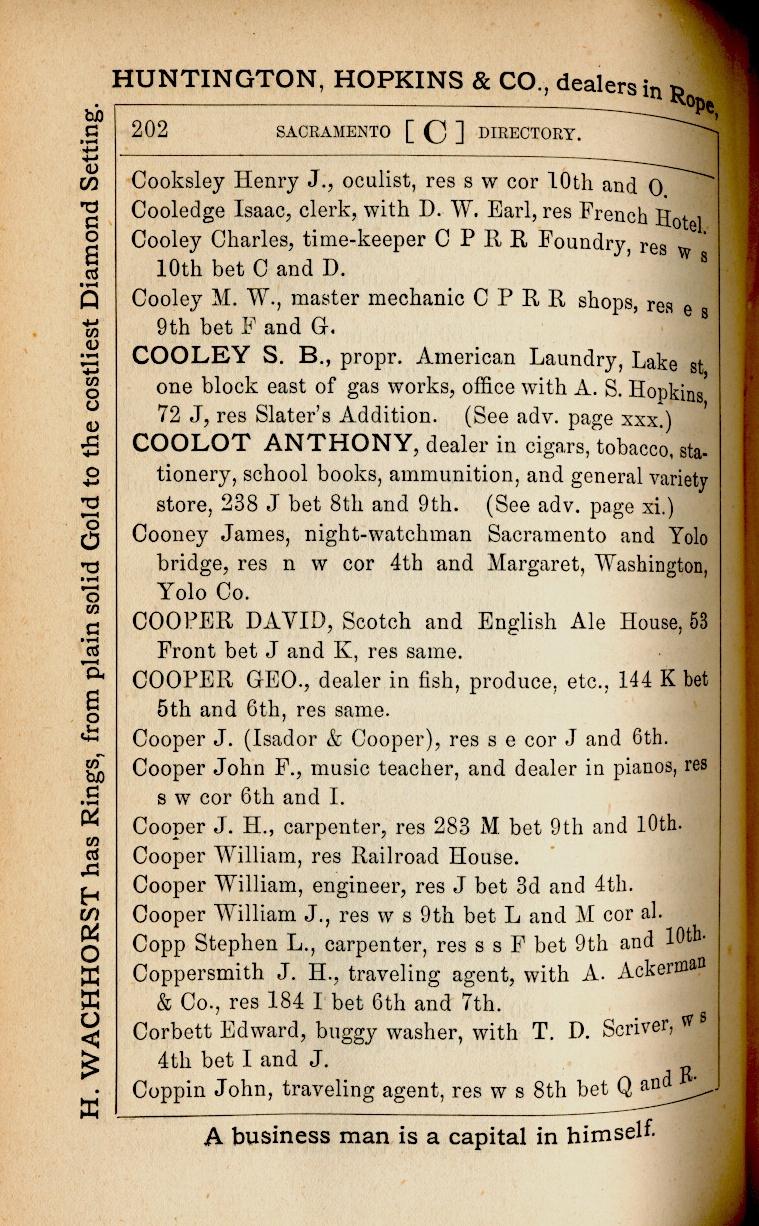 HUNTINGTON, HOPKINS & CO., dealers in Rope,
202 SACRAMENTO [ C ] DIRECTORY.
Cooksley Henry J., oculist, res s w cor 10th and O.
Cooledge Isaac, clerk, with D. W. Earl, res French Hotel.
Cooley Charles, time-keeper C P R R Foundry, res w s
10th bet C and D.
Cooley M. W., master mechanic C P R R shops, res e s
9th bet F and G.
COOLEY S. B., propr. American Laundry, Lake st,
one block east of gas works, office with A. S. Hopkins,
72 J, res Slater's Addition. (See adv. page xxx.)
COOLOT ANTHONY, dealer in cigars, tobacco, sta-
tionery, school books, ammunition, and general variety
store, 238 J bet 8th and 9th. (See adv. page xi.)
Cooney James, night-watchman Sacramento and Yolo
bridge, res n w cor 4th and Margaret, Washington,
Yolo Co.
COOPER DAVID, Scotch and English Ale House, 53
Front bet J and K, res same.
COOPER GEO., dealer in fish, produce, etc., 144 K bet
5th and 6th, res same.
Cooper J. (Isador & Cooper), res s e cor J and 6th.
Cooper John F., music teacher, and dealer in pianos, res
s w cor 6th and I.
Cooper J. H., carpenter, res 283 M bet 9th and 10th.
Cooper William, res Railroad House.
Cooper William, engineer, res J bet 3d and 4th.
Cooper William J., res w s 9th bet L and M cor al.
Copp Stephen L., carpenter, res s s F bet 9th and 10th.
Coppersmith J. H., traveling agent, with A. Ackerman
& Co., res 184 I bet 6th and 7th.
Corbett Edward, buggy washer, with T. D. Scriver, w s
4th bet I and J.
Coppin John, traveling agent, res w s 8th bet Q and R.
A business man is a capital in himself.
H. WACHHORST has Rings, from plain solid Gold to the costliest Diamond Setting.